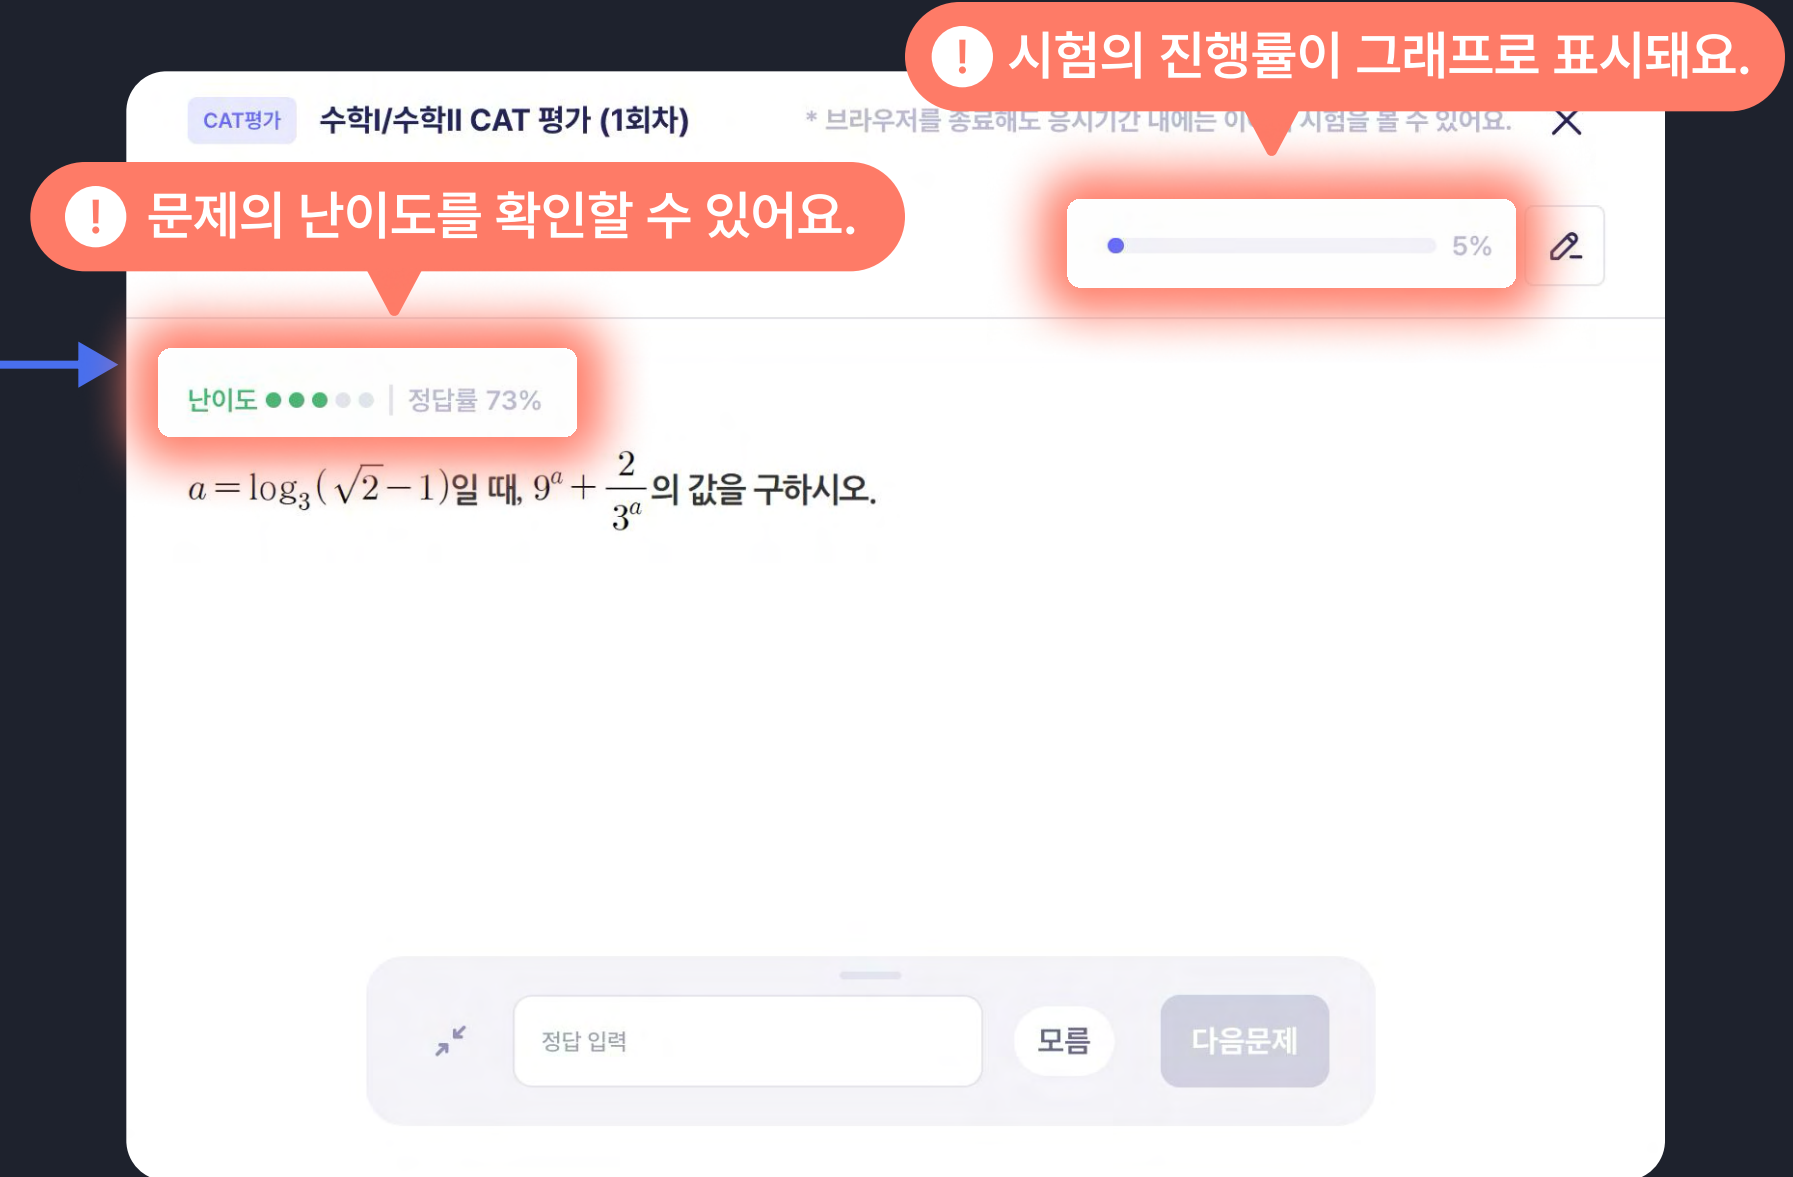 ! 시험의 진행률이 그래프로 표시돼요.
CAT평가 수학I/수학II CAT 평가 (1회차) * 브라우저를 종료해도 응시기간 내에는 시험을 볼 수 있어요.
! 문제의 난이도를 확인할 수 있어요.
5%
난이도 정답률 73%
a = log₃(√2 − 1)일 때, 9ᵃ + 2/3ᵃ의 값을 구하시오.
정답 입력 모름 다음문제